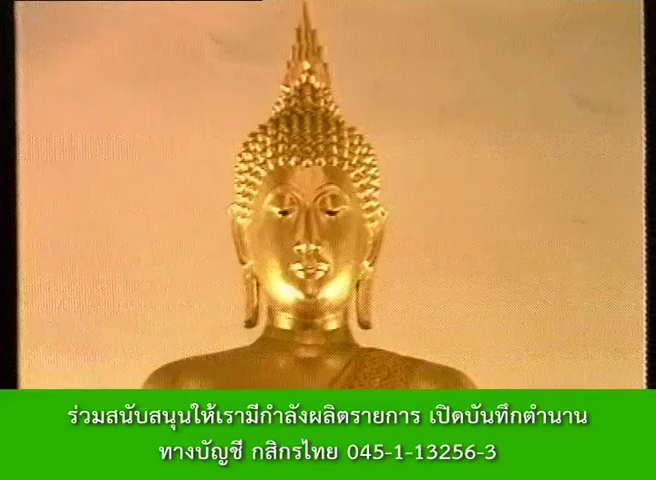 ร่วมสนับสนุนให้เรามีกำลังผลิตรายการ เปิดบันทึกตำนาน
ทางบัญชี กสิกรไทย 045-1-13256-3